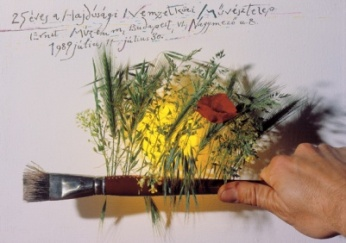 25 éves a Hajdúsági Nemzetközi Művésztelep
Ernst Múzeum, Budapest, VI. Nagymező u. 8.
1989 július